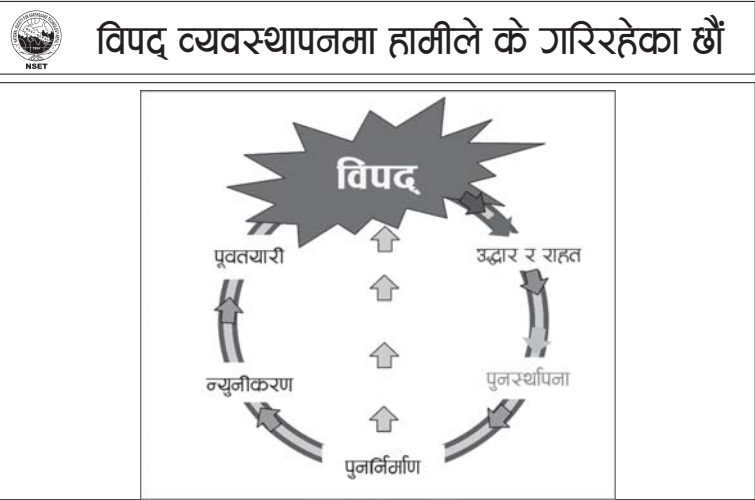 NSET
विपद् व्यवस्थापनमा हामीले के गरिरहेका छौं
विपद्
पूवतयारी
उद्धार र राहत
न्युनीकरण
पुनर्स्थापना
पुनर्निर्माण